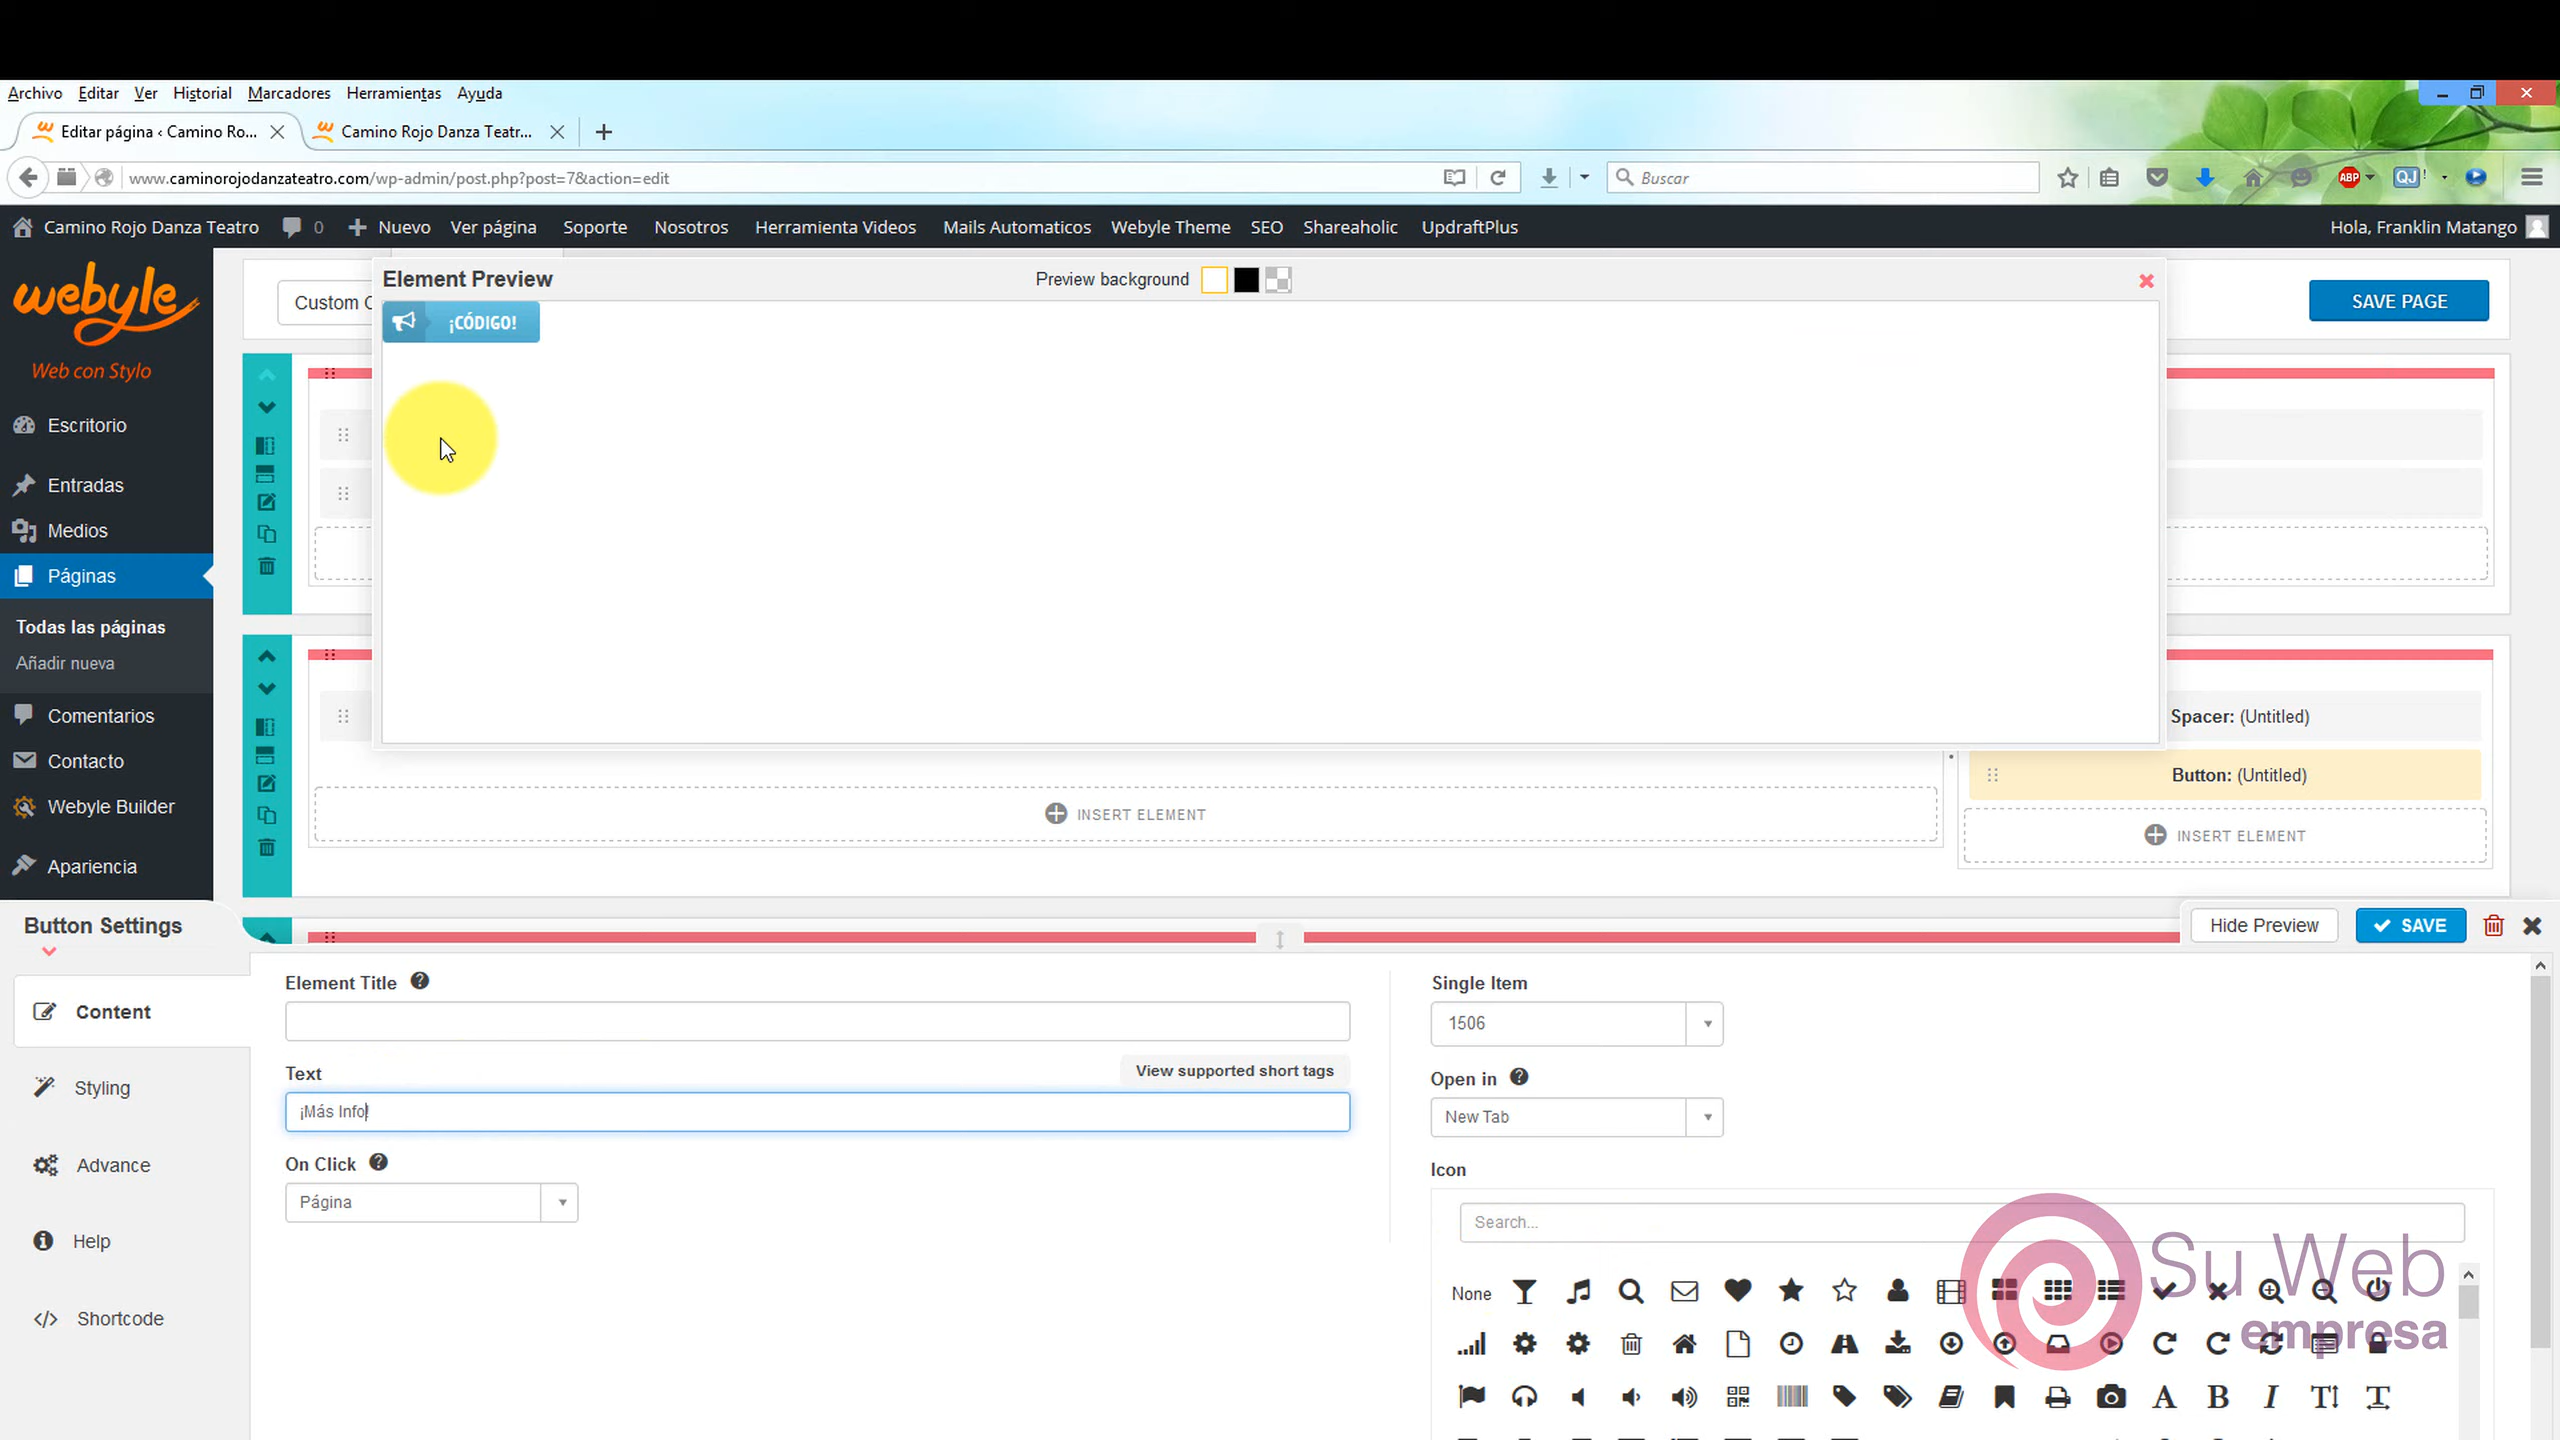 Archivo Editar Ver Historial Marcadores Herramientas Ayuda
Editar página ‹ Camino Ro...
Camino Rojo Danza Teatr...
www.caminorojodanzateatro.com/wp-admin/post.php?post=7&action=edit
Buscar
ABP
QJ !
Camino Rojo Danza Teatro 0 Nuevo Ver página Soporte Nosotros Herramienta Videos Mails Automaticos Webyle Theme SEO Shareaholic UpdraftPlus Hola, Franklin Matango
webyle
Web con Stylo
Custom C
Element Preview
Preview background
SAVE PAGE
¡CÓDIGO!
Escritorio
Entradas
Medios
Páginas
Todas las páginas
Añadir nueva
Comentarios
Contacto
Webyle Builder
Apariencia
Spacer: (Untitled)
Button: (Untitled)
INSERT ELEMENT
INSERT ELEMENT
Button Settings
Hide Preview
SAVE
Content
Styling
Advance
Help
Shortcode
Element Title
Text
View supported short tags
¡Más Info!
On Click
Página
Single Item
1506
Open in
New Tab
Icon
Search...
None
Su Web
empresa